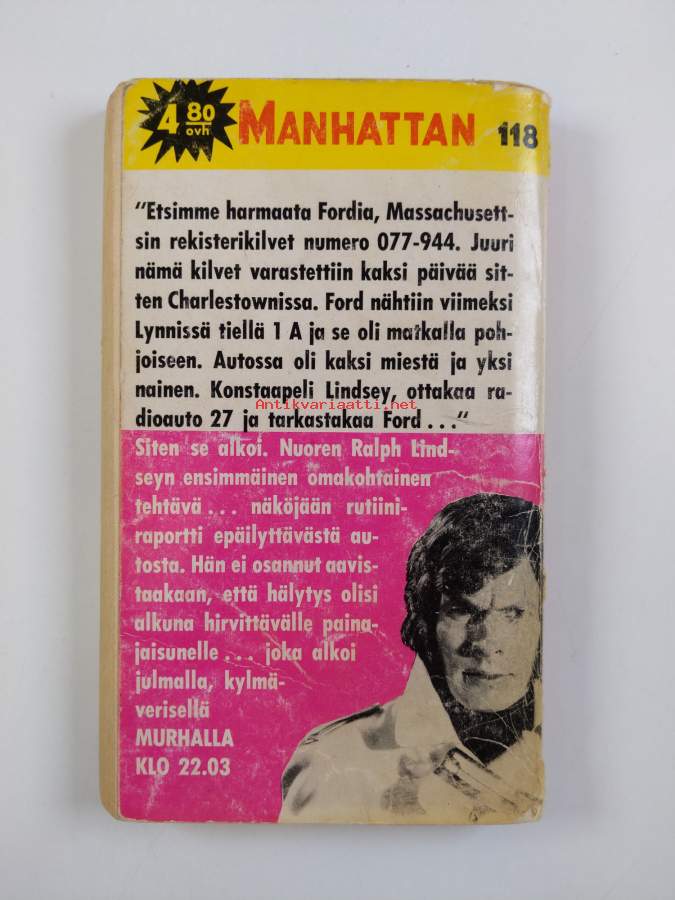 4 80 ovh MANHATTAN 118
"Etsimme harmaata Fordia, Massachusett-
sin rekisterikilvet numero 077-944. Juuri
nämä kilvet varastettiin kaksi päivää sit-
ten Charlestownissa. Ford nähtiin viimeksi
Lynnissä tiellä 1 A ja se oli matkalla poh-
joiseen. Autossa oli kaksi miestä ja yksi
nainen. Konstaapeli Lindsey, ottakaa ra-
Antikvariaatti.net
dioauto 27 ja tarkastakaa Ford ..."
Siten se alkoi. Nuoren Ralph Lind-
seyn ensimmäinen omakohtainen
tehtävä ... näköjään rutiini-
raportti epäilyttävästä au-
tosta. Hän ei osannut aavis-
taakaan, että hälytys olisi
alkuna hirvittävälle paina-
jaisunelle ... joka alkoi
julmalla, kylmä-
verisellä
MURHALLA
KLO 22.03